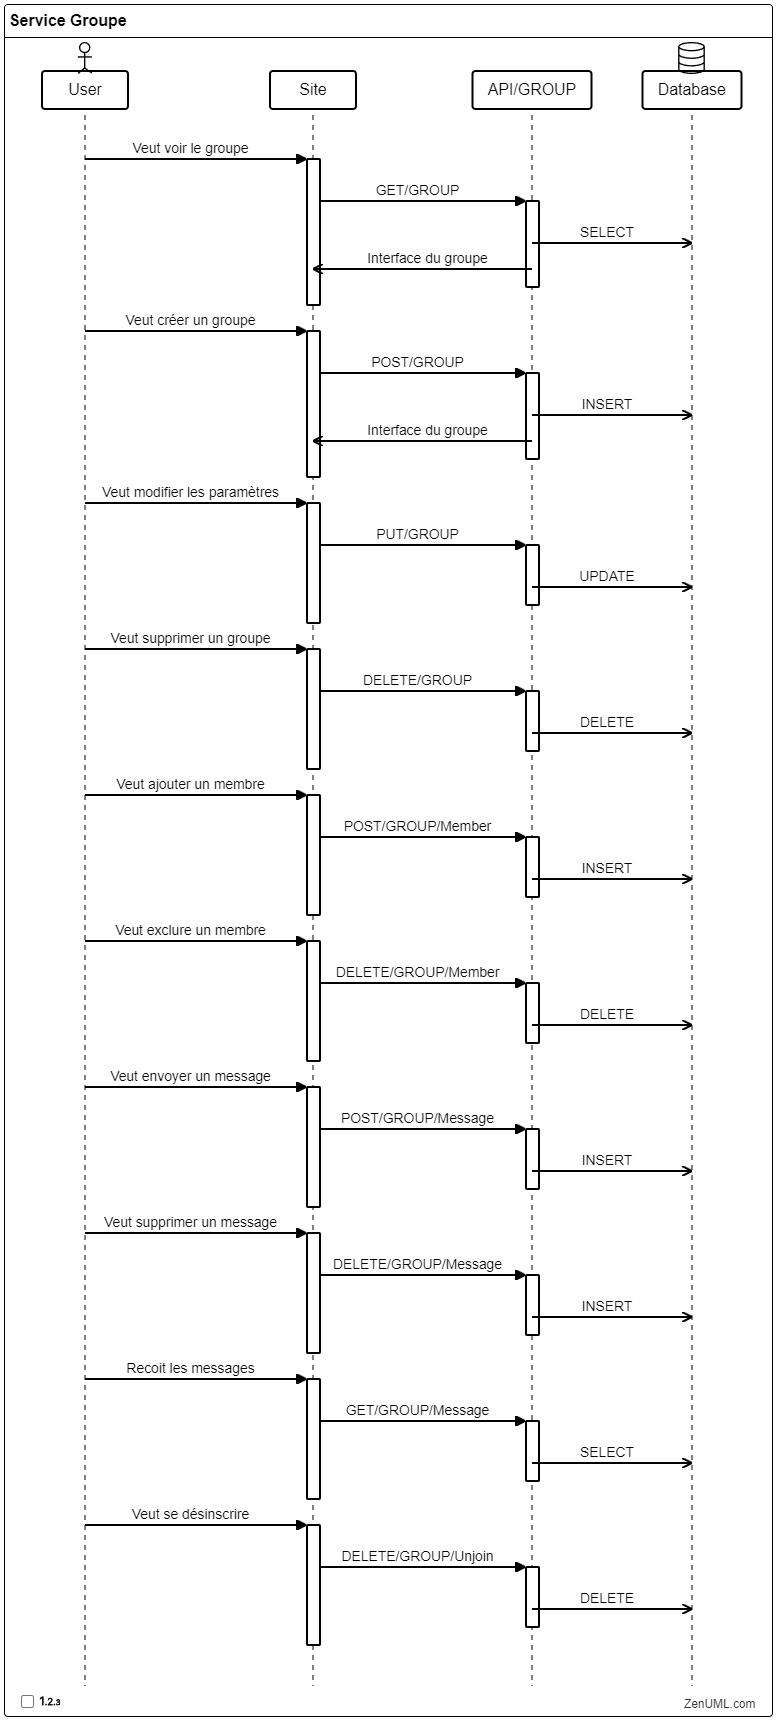 Service Groupe
User
Site
API/GROUP
Database
Veut voir le groupe
GET/GROUP
SELECT
Interface du groupe
Veut créer un groupe
POST/GROUP
INSERT
Interface du groupe
Veut modifier les paramètres
PUT/GROUP
UPDATE
Veut supprimer un groupe
DELETE/GROUP
DELETE
Veut ajouter un membre
POST/GROUP/Member
INSERT
Veut exclure un membre
DELETE/GROUP/Member
DELETE
Veut envoyer un message
POST/GROUP/Message
INSERT
Veut supprimer un message
DELETE/GROUP/Message
INSERT
Recoit les messages
GET/GROUP/Message
SELECT
Veut se désinscrire
DELETE/GROUP/Unjoin
DELETE
1.2.3
ZenUML.com